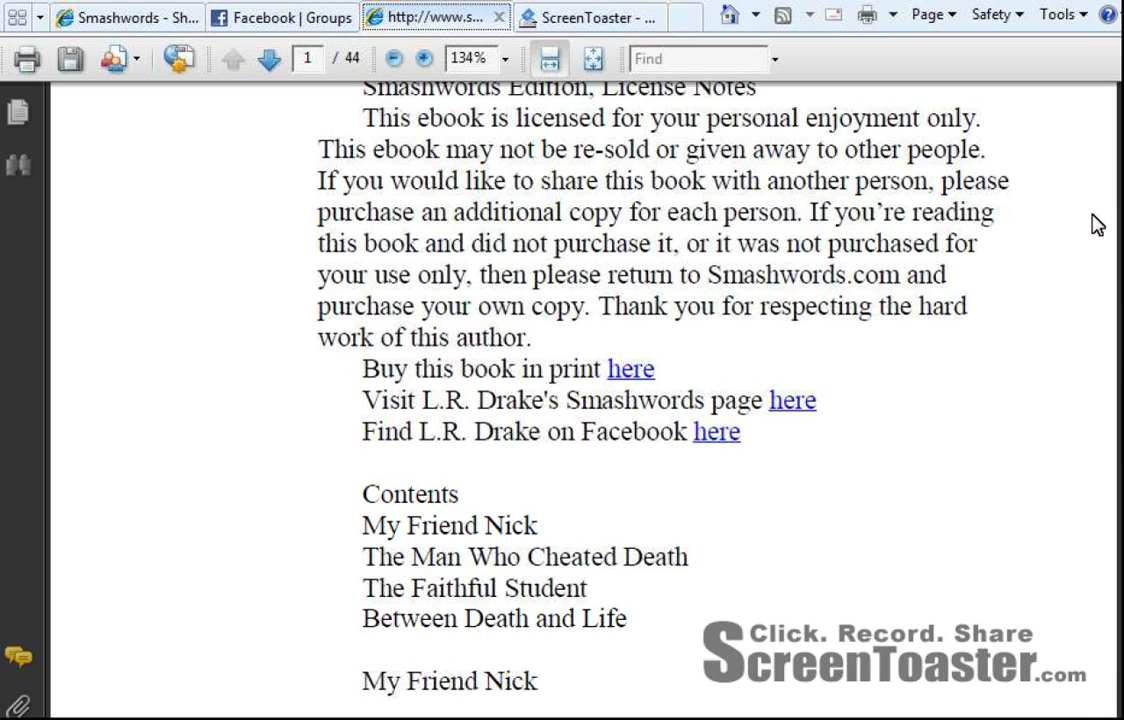 Smashwords - Sh...
Facebook | Groups
http://www.s...
ScreenToaster - ...
Page
Safety
Tools
1 / 44
134%
Find
Smashwords Edition, License Notes
This ebook is licensed for your personal enjoyment only.
This ebook may not be re-sold or given away to other people.
If you would like to share this book with another person, please
purchase an additional copy for each person. If you’re reading
this book and did not purchase it, or it was not purchased for
your use only, then please return to Smashwords.com and
purchase your own copy. Thank you for respecting the hard
work of this author.
Buy this book in print here
Visit L.R. Drake's Smashwords page here
Find L.R. Drake on Facebook here
Contents
My Friend Nick
The Man Who Cheated Death
The Faithful Student
Between Death and Life
My Friend Nick
Click. Record. Share
ScreenToaster.com